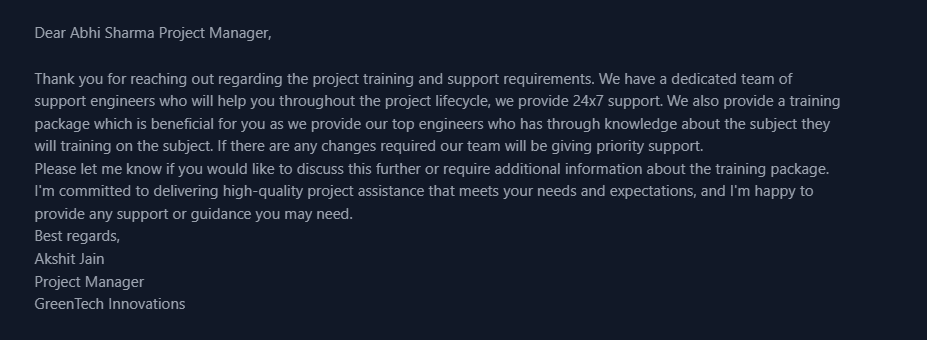 Dear Abhi Sharma Project Manager,
Thank you for reaching out regarding the project training and support requirements. We have a dedicated team of
support engineers who will help you throughout the project lifecycle, we provide 24x7 support. We also provide a training
package which is beneficial for you as we provide our top engineers who has through knowledge about the subject they
will training on the subject. If there are any changes required our team will be giving priority support.
Please let me know if you would like to discuss this further or require additional information about the training package.
I'm committed to delivering high-quality project assistance that meets your needs and expectations, and I'm happy to
provide any support or guidance you may need.
Best regards,
Akshit Jain
Project Manager
GreenTech Innovations